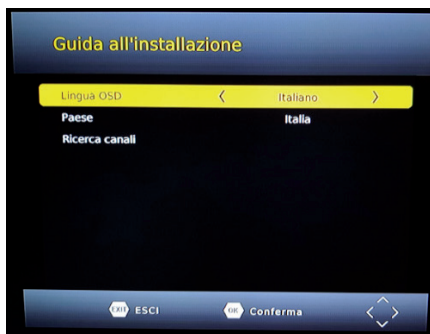 Guida all'installazione
Lingua OSD < Italiano >
Paese Italia
Ricerca canali
EXIT ESCI OK Conferma